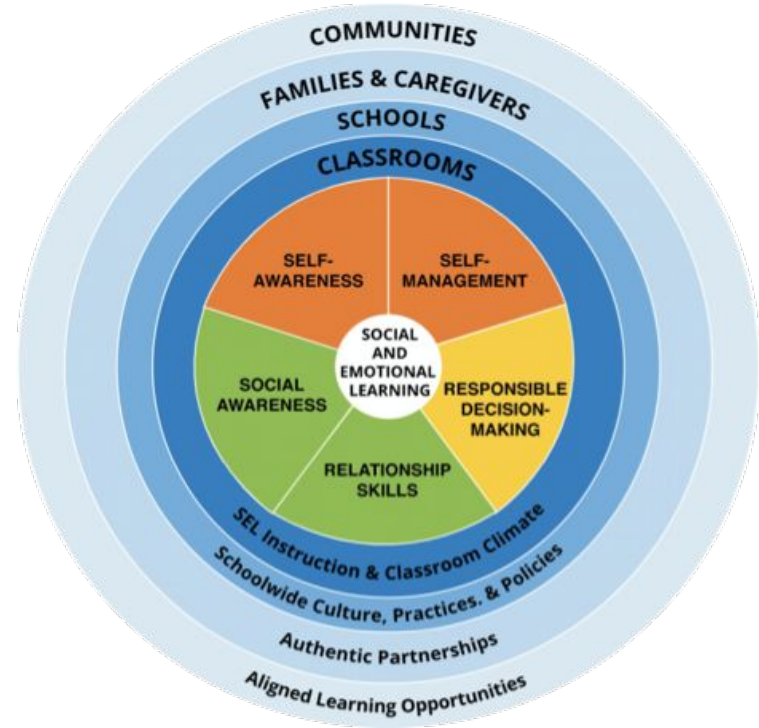 COMMUNITIES
FAMILIES & CAREGIVERS
SCHOOLS
CLASSROOMS
SELF-
AWARENESS
SELF-
MANAGEMENT
SOCIAL
AND
EMOTIONAL
LEARNING
SOCIAL
AWARENESS
RESPONSIBLE
DECISION-
MAKING
RELATIONSHIP
SKILLS
SEL Instruction & Classroom Climate
Schoolwide Culture, Practices, & Policies
Authentic Partnerships
Aligned Learning Opportunities